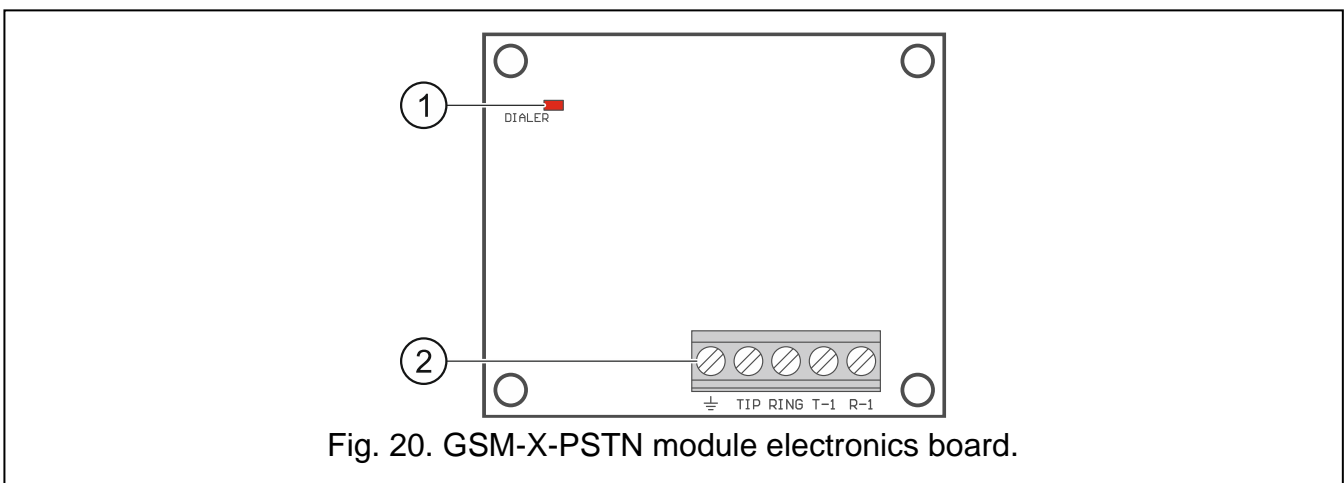 1
DIALER
2
⏚ TIP RING T-1 R-1
Fig. 20. GSM-X-PSTN module electronics board.